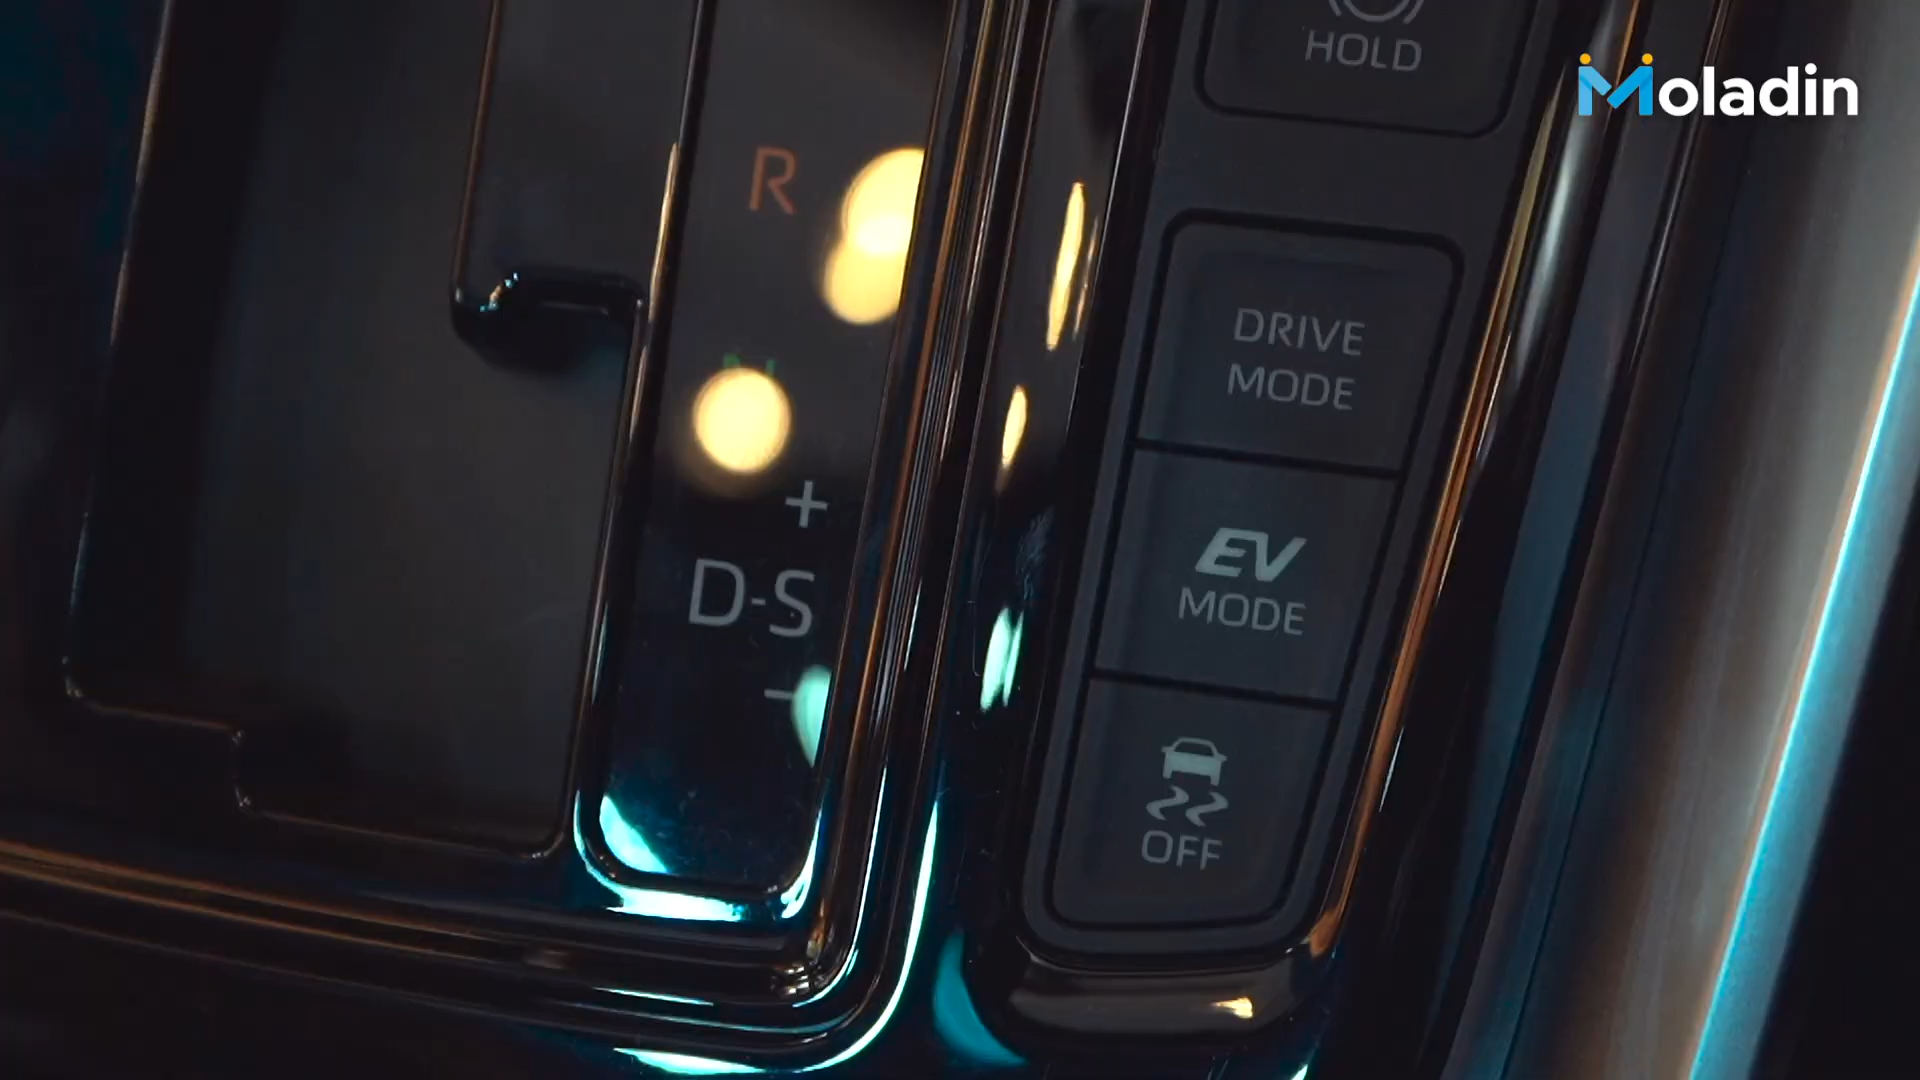 HOLD
Moladin
R
DRIVE
MODE
+
D-S
-
EV
MODE
OFF